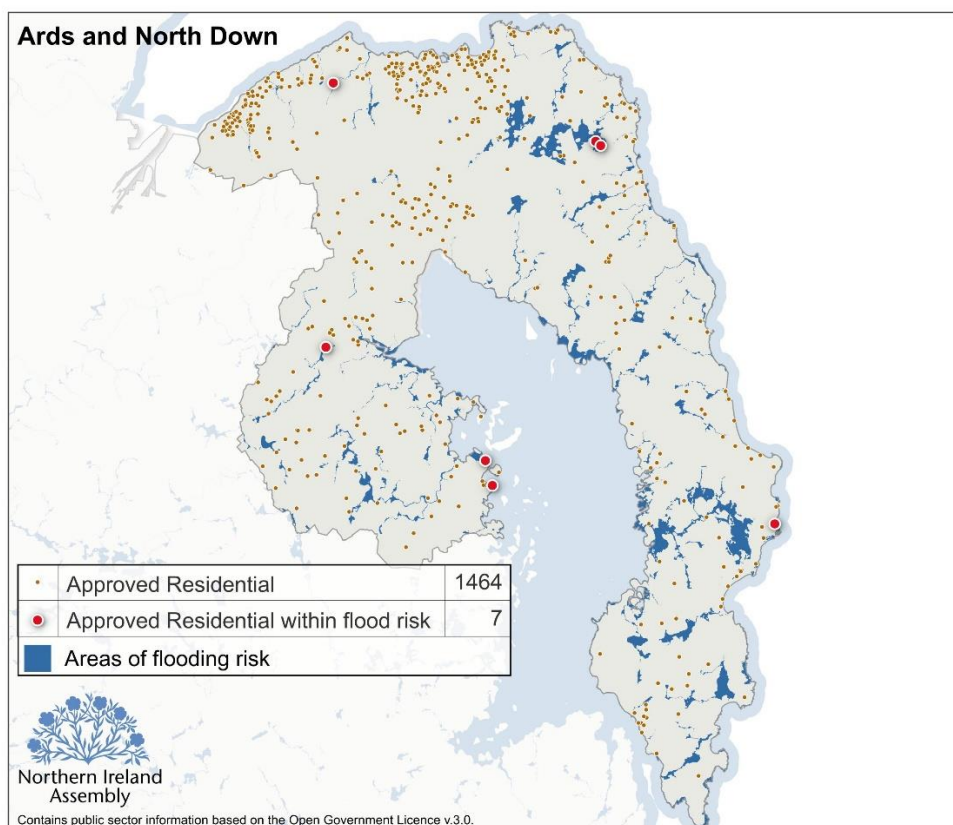 Ards and North Down
Approved Residential 1464
Approved Residential within flood risk 7
Areas of flooding risk
Northern Ireland
Assembly
Contains public sector information based on the Open Government Licence v.3.0.